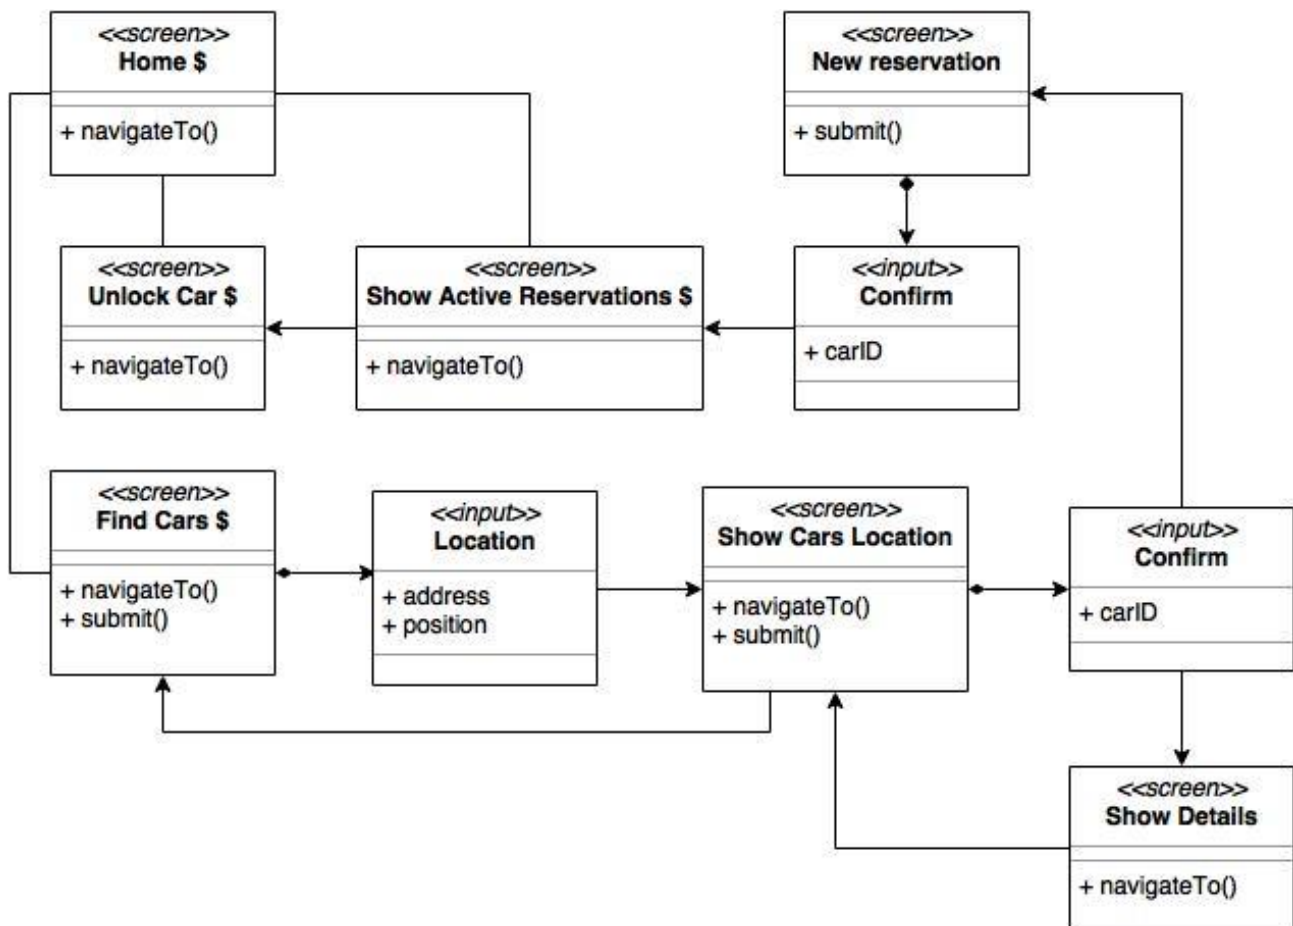 <<screen>>
Home $
+ navigateTo()
<<screen>>
New reservation
+ submit()
<<screen>>
Unlock Car $
+ navigateTo()
<<screen>>
Show Active Reservations $
+ navigateTo()
<<input>>
Confirm
+ carID
<<screen>>
Find Cars $
+ navigateTo()
+ submit()
<<input>>
Location
+ address
+ position
<<screen>>
Show Cars Location
+ navigateTo()
+ submit()
<<input>>
Confirm
+ carID
<<screen>>
Show Details
+ navigateTo()